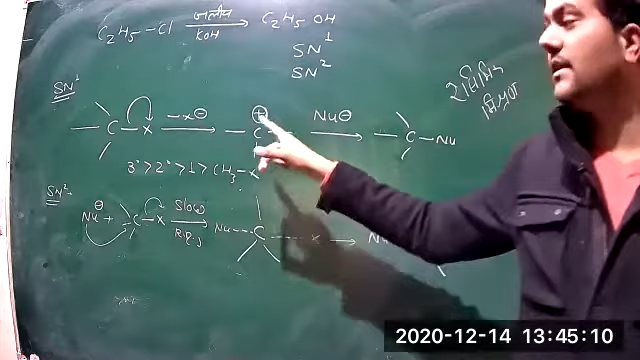 C₂H₅-Cl जलीय KOH → C₂H₅OH
SN¹
SN²
SN¹
-C-X -X⊖ → -C⊕ Nu⊖ → -C-Nu
3°>2°>1>CH₃-X
SN²
Nu⊖ + C-X Slow → Nu---C---X → Nu
मिश्रण
2020-12-14 13:45:10